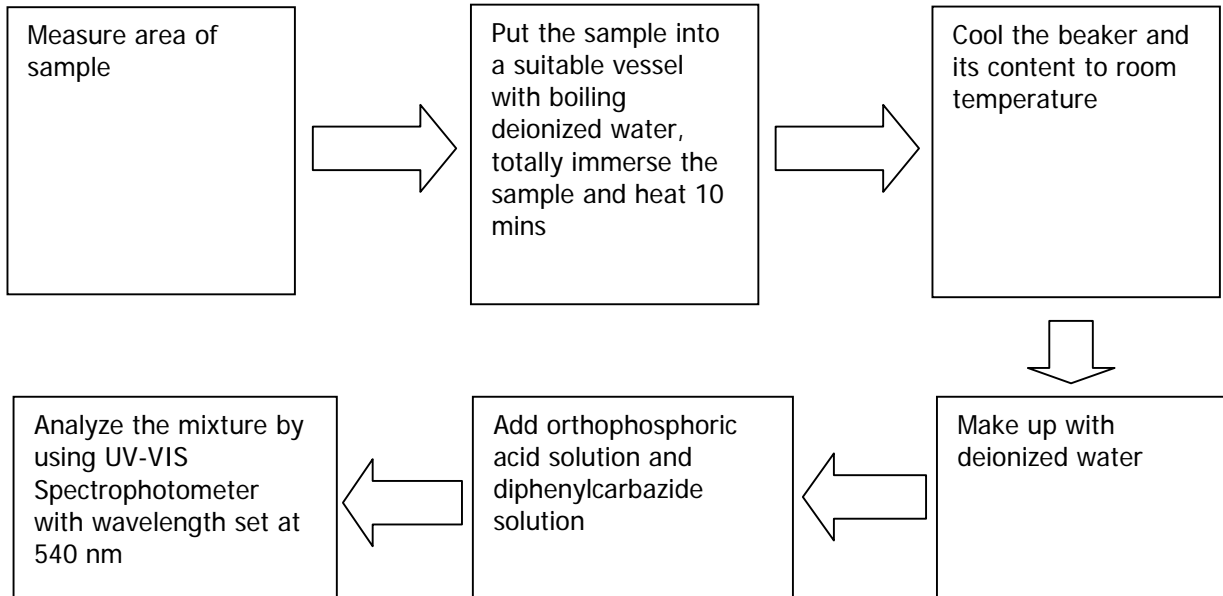 Measure area of
sample
Put the sample into
a suitable vessel
with boiling
deionized water,
totally immerse the
sample and heat 10
mins
Cool the beaker and
its content to room
temperature
Make up with
deionized water
Add orthophosphoric
acid solution and
diphenylcarbazide
solution
Analyze the mixture by
using UV-VIS
Spectrophotometer
with wavelength set at
540 nm